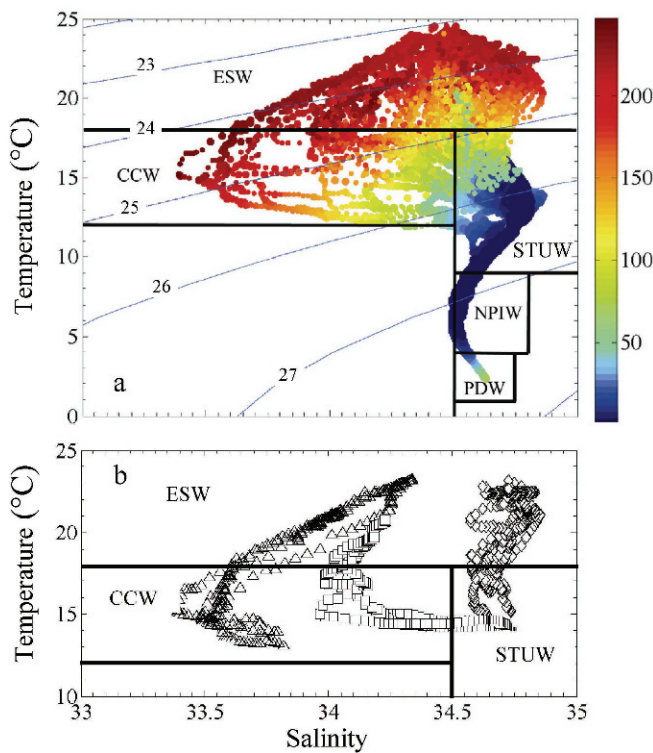 25
23
ESW
200
20
24
CCW
15
150
25
10
STUW
100
26
NPIW
5
50
27
PDW
a
0
Temperature (°C)
25
b
ESW
20
CCW
15
STUW
10
33 33.5 34 34.5 35
Salinity
Temperature (°C)